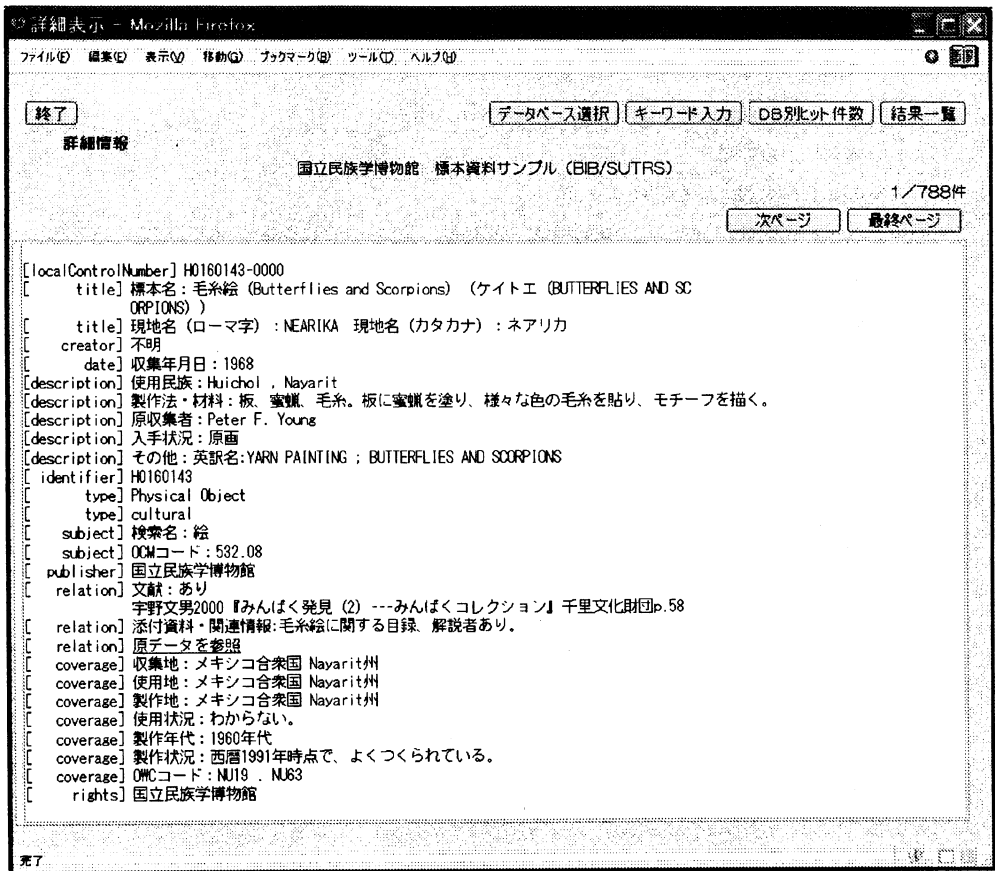 詳細表示 - Mozilla Firefox
ファイル(F) 編集(E) 表示(V) 移動(G) ブックマーク(B) ツール(T) ヘルプ(H)
終了 データベース選択 キーワード入力 DB別ヒット件数 結果一覧
詳細情報
国立民族学博物館 標本資料サンプル (BIB/SUTRS)
1/788件
次ページ 最終ページ
[localControlNumber] H0160143-0000
[ title] 標本名:毛糸絵 (Butterflies and Scorpions) (ケイトエ (BUTTERFLIES AND SC
ORPIONS) )
[ title] 現地名 (ローマ字) :NEARIKA 現地名 (カタカナ) :ネアリカ
[ creator] 不明
[ date] 収集年月日:1968
[description] 使用民族:Huichol , Nayarit
[description] 製作法・材料:板、蜜蝋、毛糸。板に蜜蝋を塗り、様々な色の毛糸を貼り、モチーフを描く。
[description] 原収集者:Peter F. Young
[description] 入手状況:原画
[description] その他:英訳名:YARN PAINTING ; BUTTERFLIES AND SCORPIONS
[ identifier] H0160143
[ type] Physical Object
[ type] cultural
[ subject] 検索名:絵
[ subject] OCMコード:532.08
[ publisher] 国立民族学博物館
[ relation] 文献:あり
宇野文男2000『みんぱく発見 (2) ---みんぱくコレクション』千里文化財団p.58
[ relation] 添付資料・関連情報:毛糸絵に関する目録、解説者あり。
[ relation] 原データを参照
[ coverage] 収集地:メキシコ合衆国 Nayarit州
[ coverage] 使用地:メキシコ合衆国 Nayarit州
[ coverage] 製作地:メキシコ合衆国 Nayarit州
[ coverage] 使用状況:わからない。
[ coverage] 製作年代:1960年代
[ coverage] 製作状況:西暦1991年時点で、よくつくられている。
[ coverage] OWCコード:NU19 . NU63
[ rights] 国立民族学博物館
完了